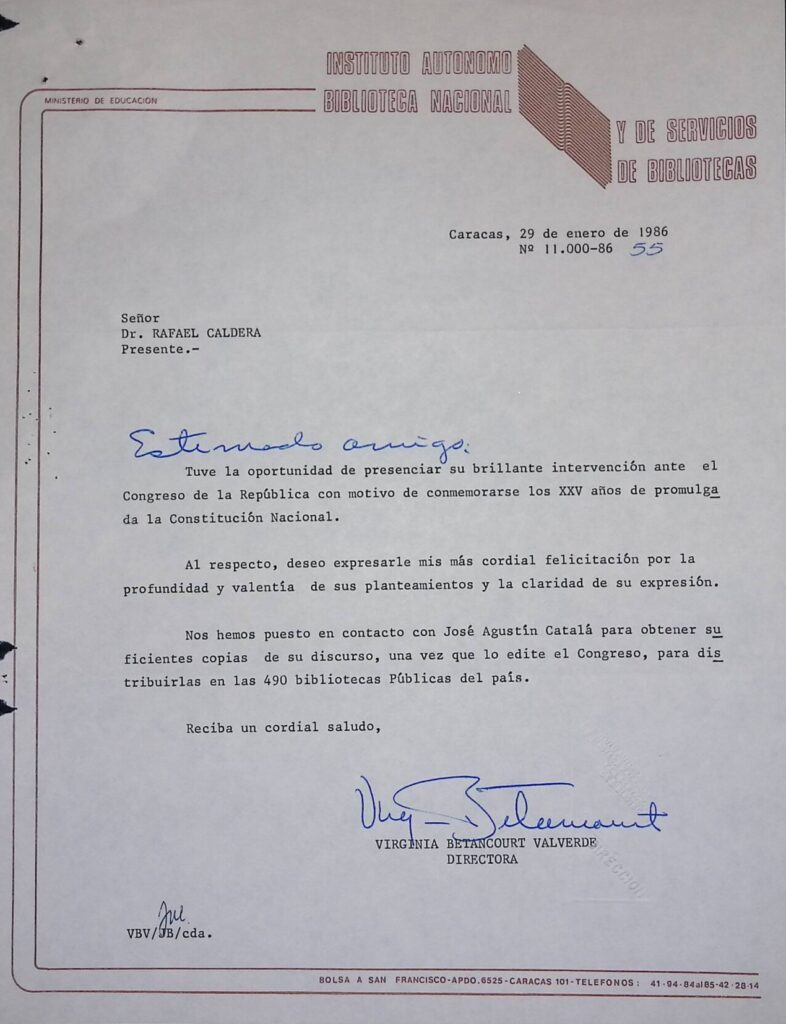 INSTITUTO AUTONOMO
BIBLIOTECA NACIONAL
Y DE SERVICIOS
DE BIBLIOTECAS
MINISTERIO DE EDUCACION
Caracas, 29 de enero de 1986
Nº 11.000-86 55
Señor
Dr. RAFAEL CALDERA
Presente.-
Estimado amigo:
Tuve la oportunidad de presenciar su brillante intervención ante el
Congreso de la República con motivo de conmemorarse los XXV años de promulga
da la Constitución Nacional.
Al respecto, deseo expresarle mis más cordial felicitación por la
profundidad y valentía de sus planteamientos y la claridad de su expresión.
Nos hemos puesto en contacto con José Agustín Catalá para obtener su
ficientes copias de su discurso, una vez que lo edite el Congreso, para dis
tribuirlas en las 490 bibliotecas Públicas del país.
Reciba un cordial saludo,
VIRGINIA BETANCOURT VALVERDE
DIRECTORA
DIRECCION
VBV/JB/cda.
BOLSA A SAN FRANCISCO-APDO.6525-CARACAS 101-TELEFONOS: 41-94-84al85-42-28-14